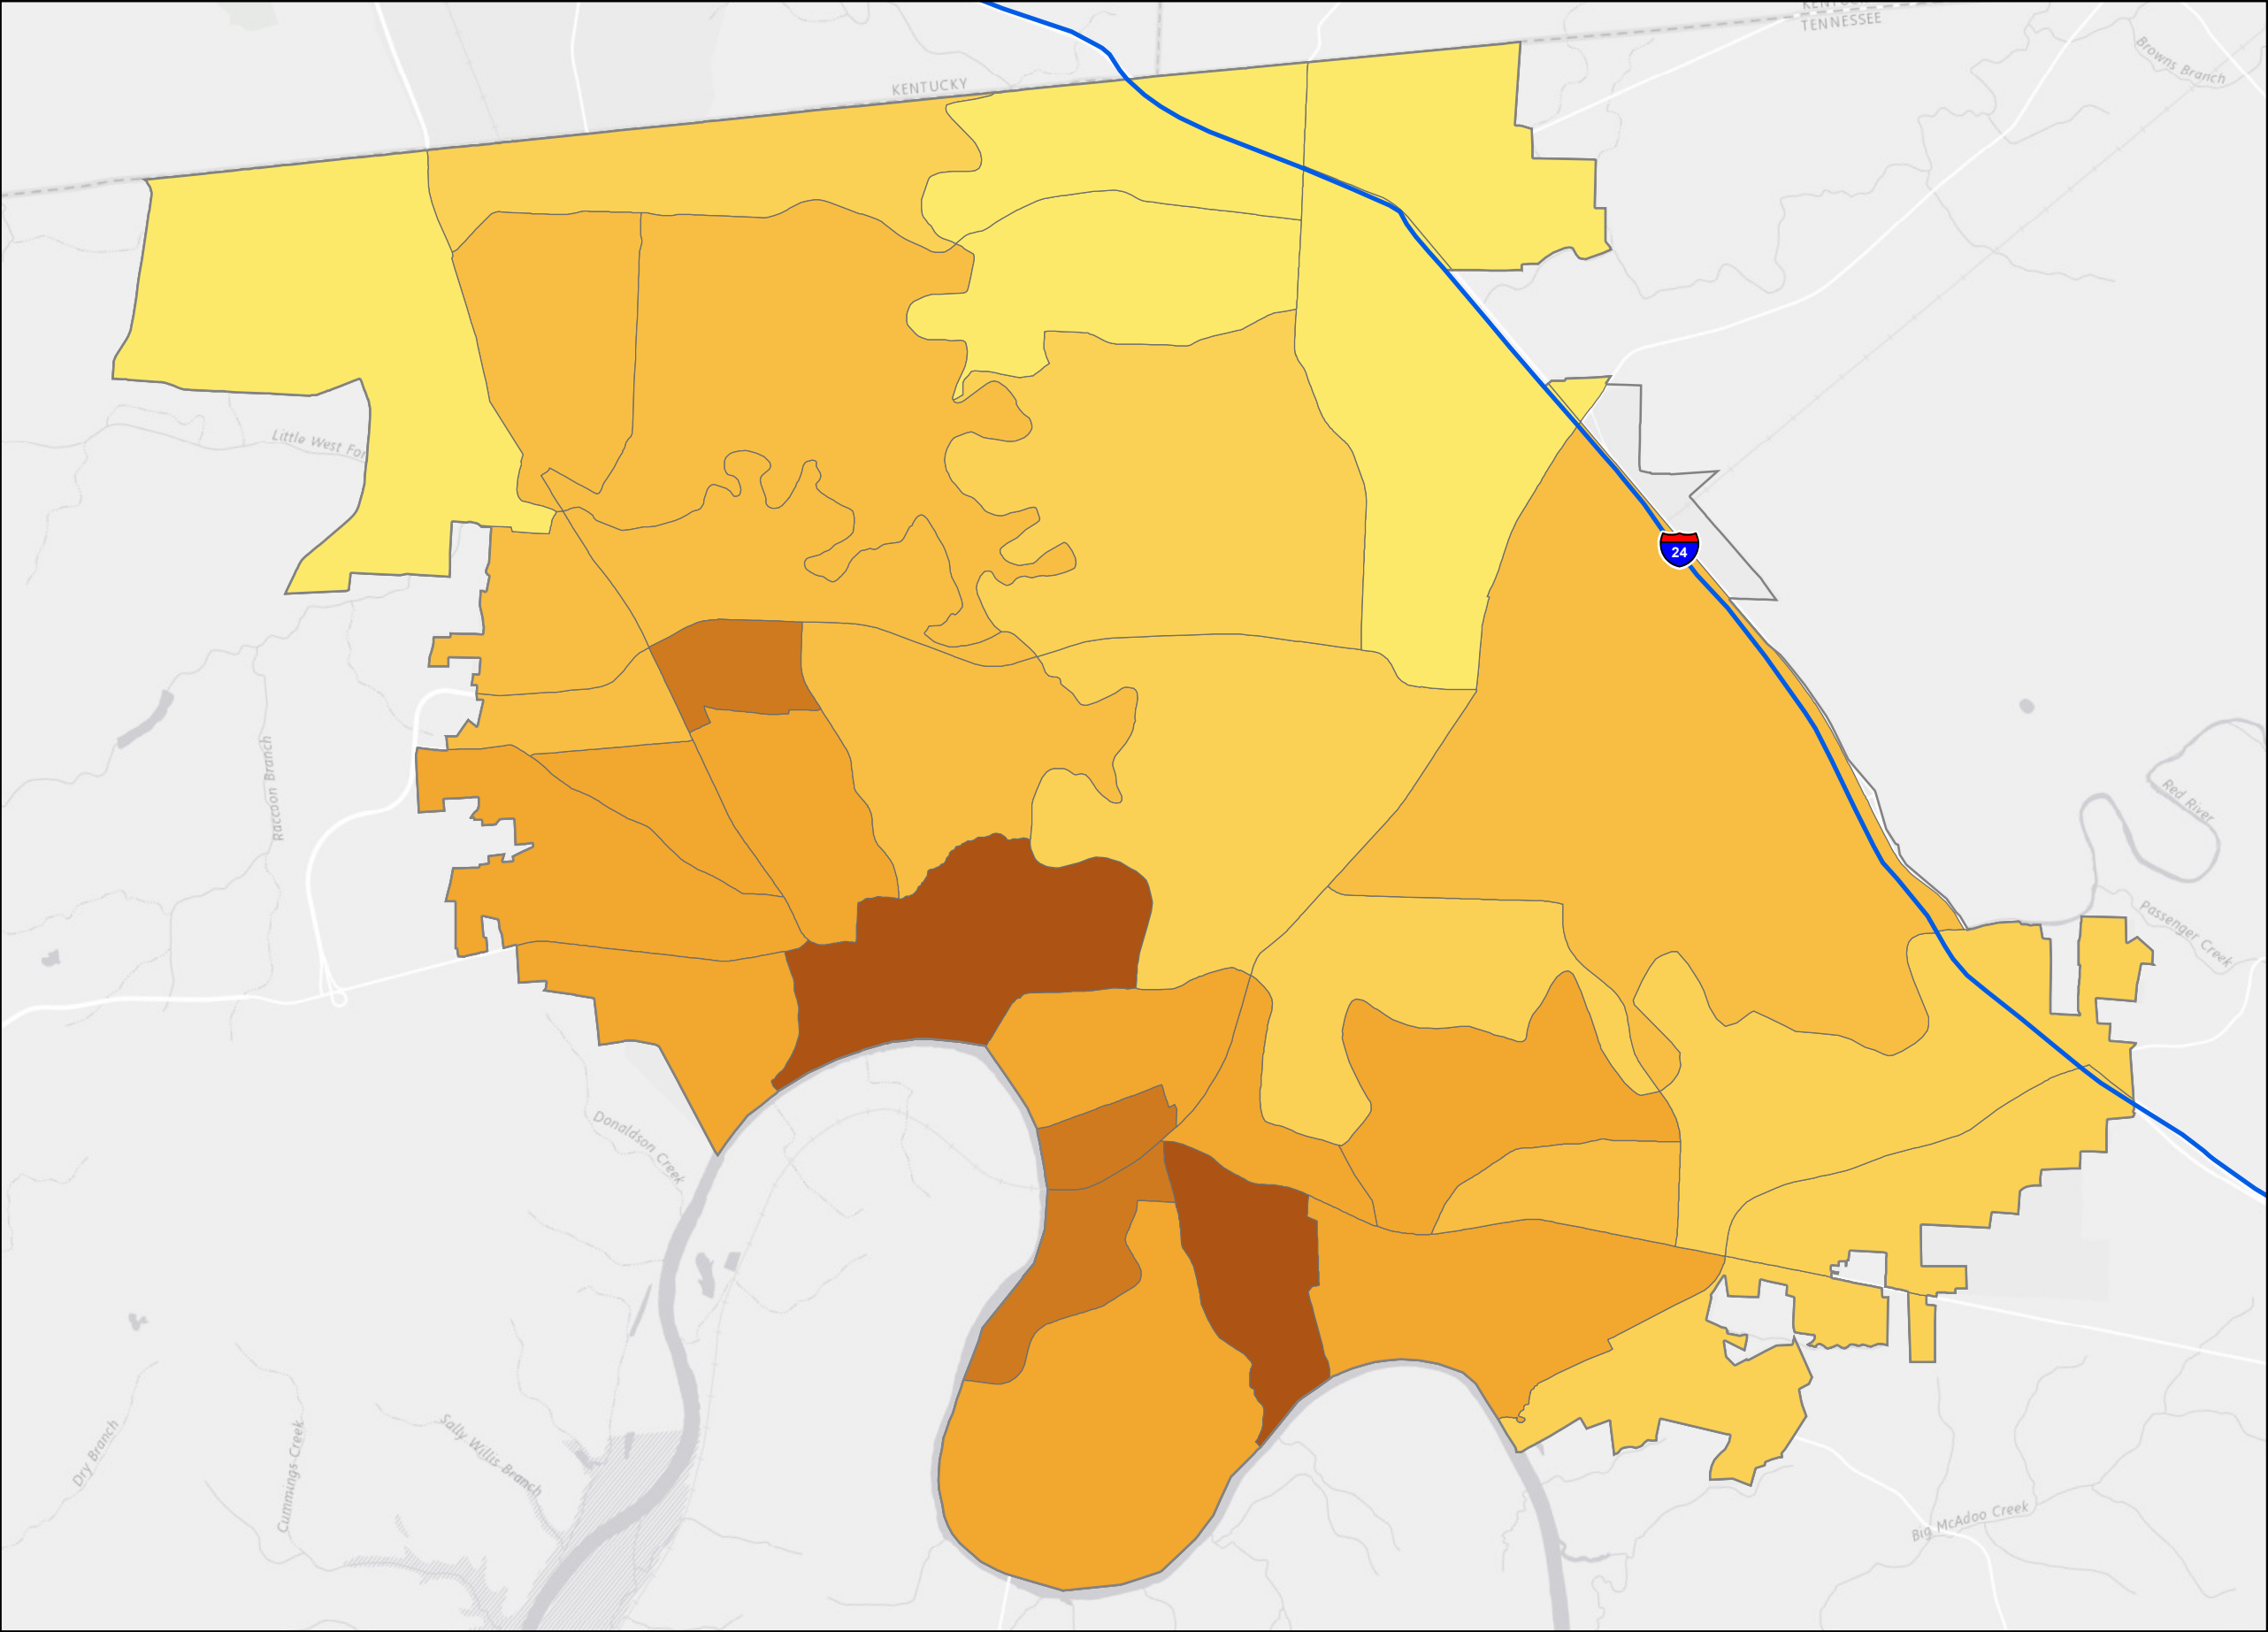 KENTUCKY
TENNESSEE
Browns Branch
KENTUCKY
Little West For
24
Raccoon Branch
Red River
Passenger Creek
Donaldson Creek
Dry Branch
Cummings Creek
Sally Willis Branch
Big McAdoo Creek